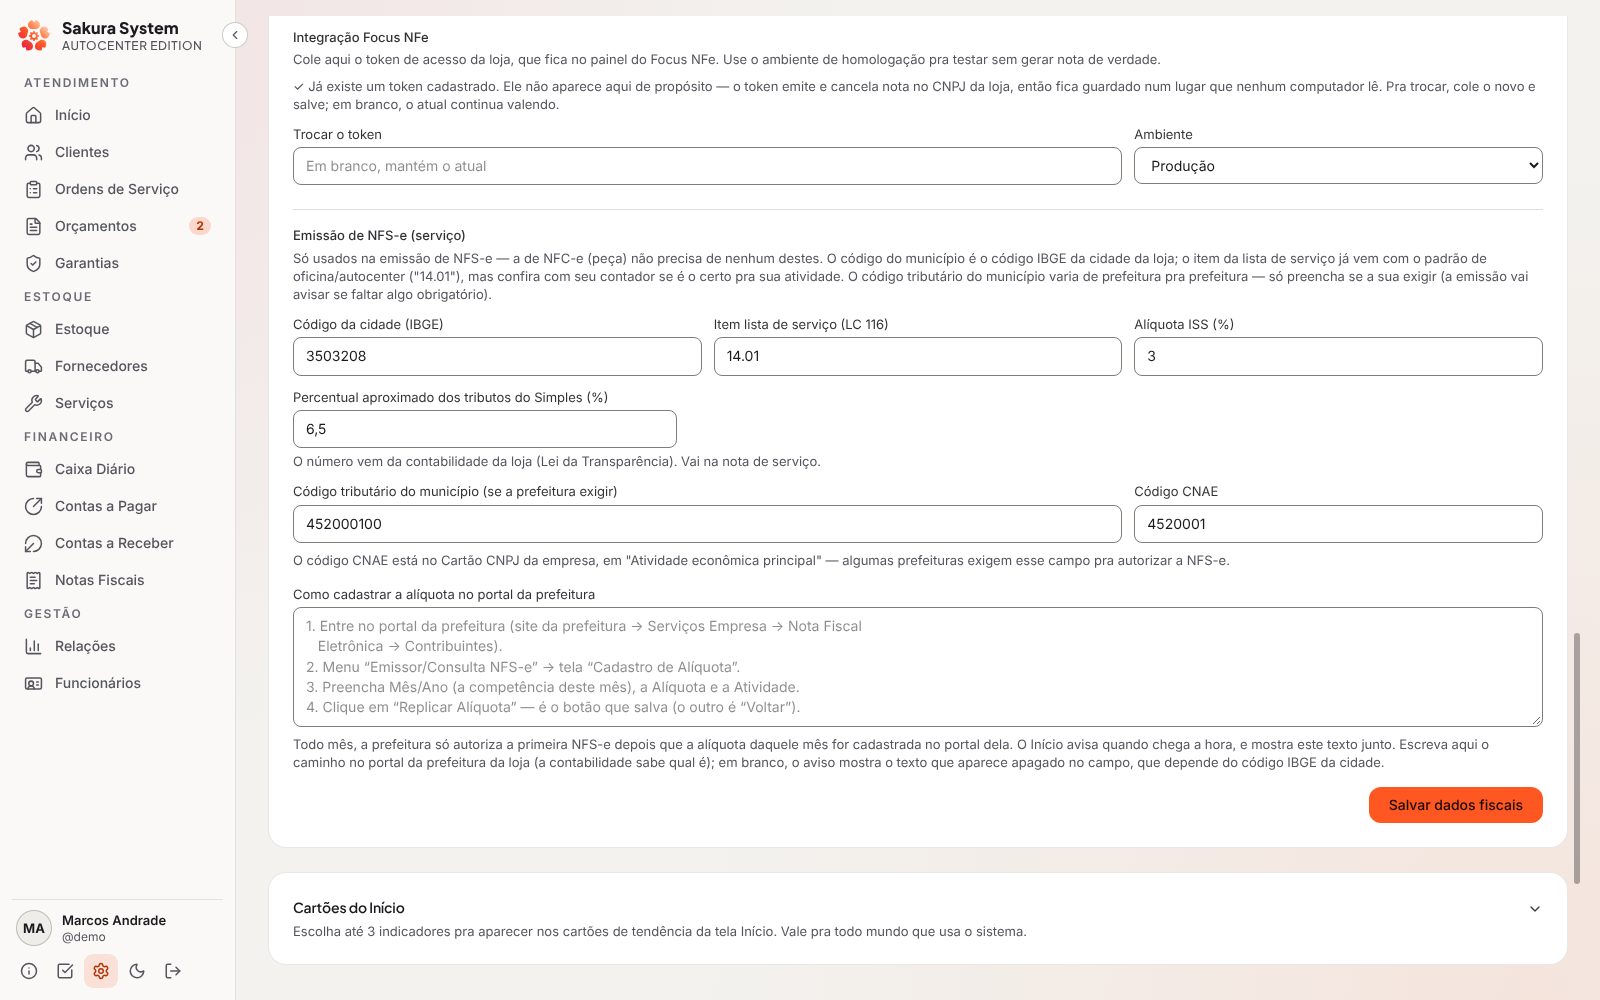 Sakura System
AUTOCENTER EDITION
ATENDIMENTO
Início
Clientes
Ordens de Serviço
Orçamentos
2
Garantias
ESTOQUE
Estoque
Fornecedores
Serviços
FINANCEIRO
Caixa Diário
Contas a Pagar
Contas a Receber
Notas Fiscais
GESTÃO
Relações
Funcionários
MA
Marcos Andrade
@demo
Integração Focus NFe
Cole aqui o token de acesso da loja, que fica no painel do Focus NFe. Use o ambiente de homologação pra testar sem gerar nota de verdade.
✓ Já existe um token cadastrado. Ele não aparece aqui de propósito — o token emite e cancela nota no CNPJ da loja, então fica guardado num lugar que nenhum computador lê. Pra trocar, cole o novo e
salve; em branco, o atual continua valendo.
Trocar o token
Em branco, mantém o atual
Ambiente
Produção
Emissão de NFS-e (serviço)
Só usados na emissão de NFS-e — a de NFC-e (peça) não precisa de nenhum destes. O código do município é o código IBGE da cidade da loja; o item da lista de serviço já vem com o padrão de
oficina/autocenter ("14.01"), mas confira com seu contador se é o certo pra sua atividade. O código tributário do município varia de prefeitura pra prefeitura — só preencha se a sua exigir (a emissão vai
avisar se faltar algo obrigatório).
Código da cidade (IBGE)
3503208
Item lista de serviço (LC 116)
14.01
Alíquota ISS (%)
3
Percentual aproximado dos tributos do Simples (%)
6,5
O número vem da contabilidade da loja (Lei da Transparência). Vai na nota de serviço.
Código tributário do município (se a prefeitura exigir)
452000100
Código CNAE
4520001
O código CNAE está no Cartão CNPJ da empresa, em "Atividade econômica principal" — algumas prefeituras exigem esse campo pra autorizar a NFS-e.
Como cadastrar a alíquota no portal da prefeitura
1. Entre no portal da prefeitura (site da prefeitura → Serviços Empresa → Nota Fiscal
Eletrônica → Contribuintes).
2. Menu “Emissor/Consulta NFS-e” → tela “Cadastro de Alíquota”.
3. Preencha Mês/Ano (a competência deste mês), a Alíquota e a Atividade.
4. Clique em “Replicar Alíquota” — é o botão que salva (o outro é “Voltar”).
Todo mês, a prefeitura só autoriza a primeira NFS-e depois que a alíquota daquele mês for cadastrada no portal dela. O Início avisa quando chega a hora, e mostra este texto junto. Escreva aqui o
caminho no portal da prefeitura da loja (a contabilidade sabe qual é); em branco, o aviso mostra o texto que aparece apagado no campo, que depende do código IBGE da cidade.
Salvar dados fiscais
Cartões do Início
Escolha até 3 indicadores pra aparecer nos cartões de tendência da tela Início. Vale pra todo mundo que usa o sistema.